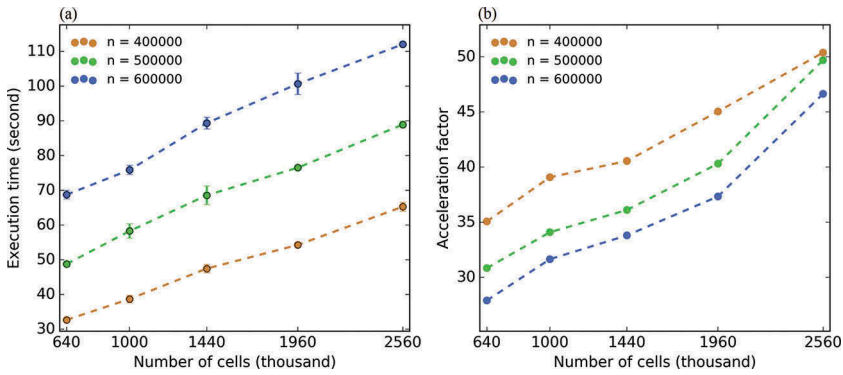 (a)
n = 400000
n = 500000
n = 600000
Execution time (second)
110
100
90
80
70
60
50
40
30
640 1000 1440 1960 2560
Number of cells (thousand)
(b)
n = 400000
n = 500000
n = 600000
Acceleration factor
50
45
40
35
30
640 1000 1440 1960 2560
Number of cells (thousand)